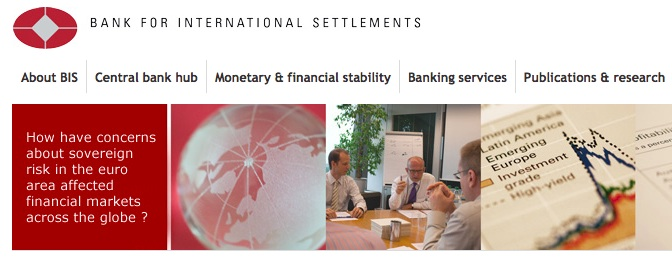 BANK FOR INTERNATIONAL SETTLEMENTS
About BIS
Central bank hub
Monetary & financial stability
Banking services
Publications & research
How have concerns
about sovereign
risk in the euro
area affected
financial markets
across the globe ?
Emerging Asia
Latin America
Emerging
Europe
Investment
grade
High-yield